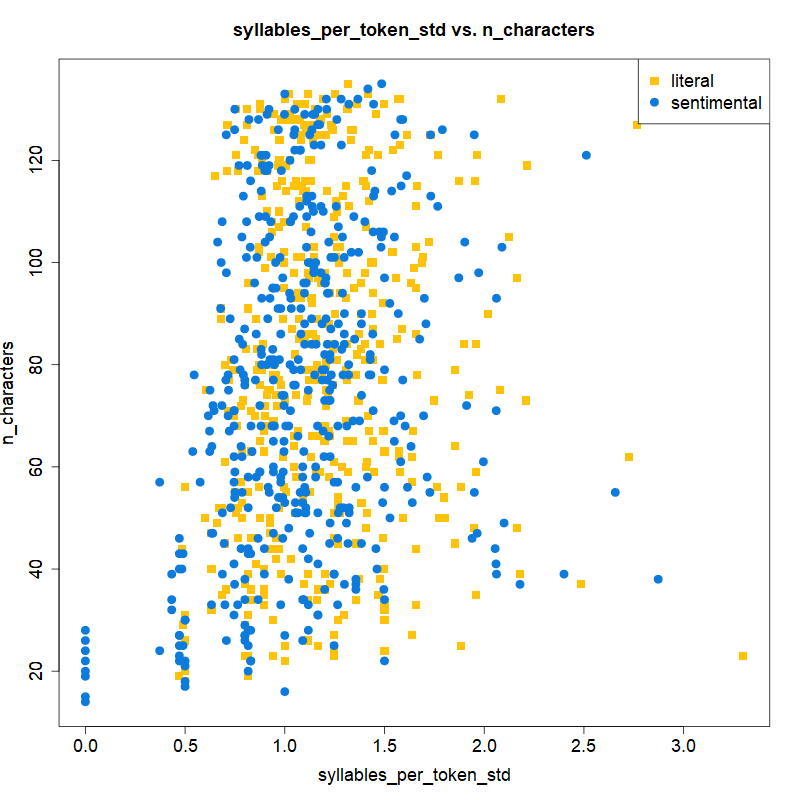 syllables_per_token_std vs. n_characters
literal
sentimental
n_characters
120
100
80
60
40
20
0.0 0.5 1.0 1.5 2.0 2.5 3.0
syllables_per_token_std